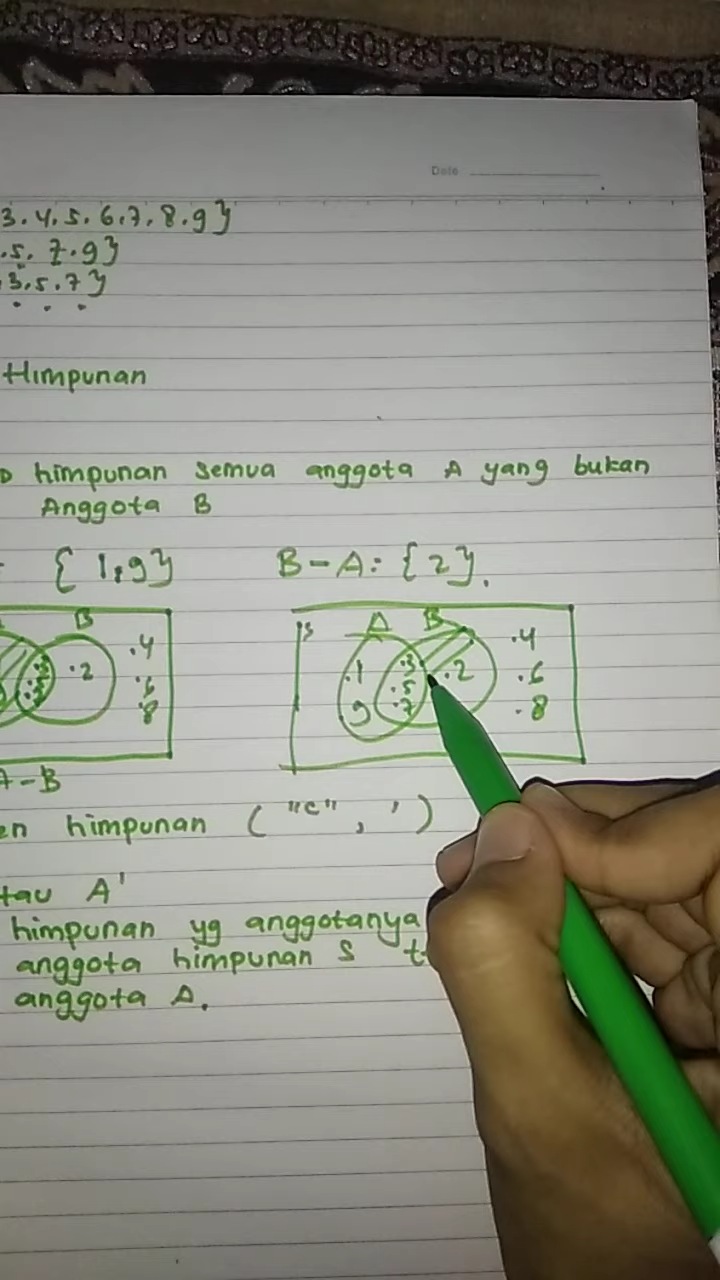 Date
3. 4. 5. 6. 7. 8. 9}
. 5. 7. 9}
3. 5. 7}
Himpunan
himpunan semua anggota A yang bukan
Anggota B
{1,9} B-A: {2}.
B
.2
.4
.6
8
A-B
S A B
.1 9
.3 .5 .7
.2
.4
.6
.8
en himpunan ("c", ')
tau A'
himpunan yg anggotanya
anggota himpunan S t
anggota A.